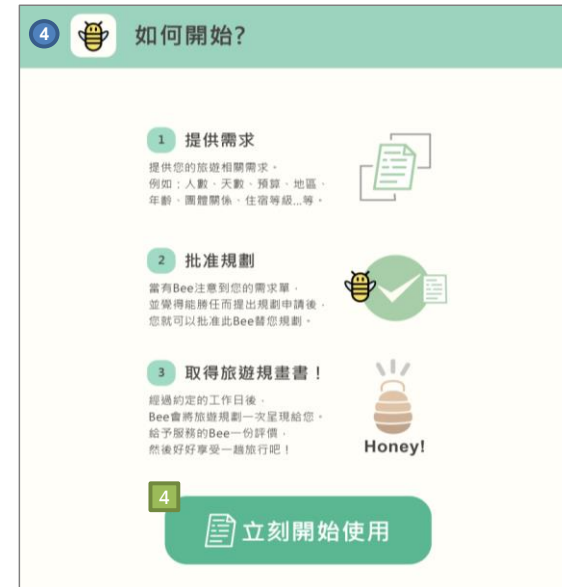 4 如何開始?
1 提供需求
提供您的旅遊相關需求。
例如：人數、天數、預算、地區、
年齡、團體關係、住宿等級...等。
2 批准規劃
當有Bee注意到您的需求單，
並覺得能勝任而提出規劃申請後，
您就可以批准此Bee替您規劃。
3 取得旅遊規畫書！
經過約定的工作日後，
Bee會將旅遊規劃一次呈現給您。
給予服務的Bee一份評價，
然後好好享受一趟旅行吧！
Honey!
4
立刻開始使用